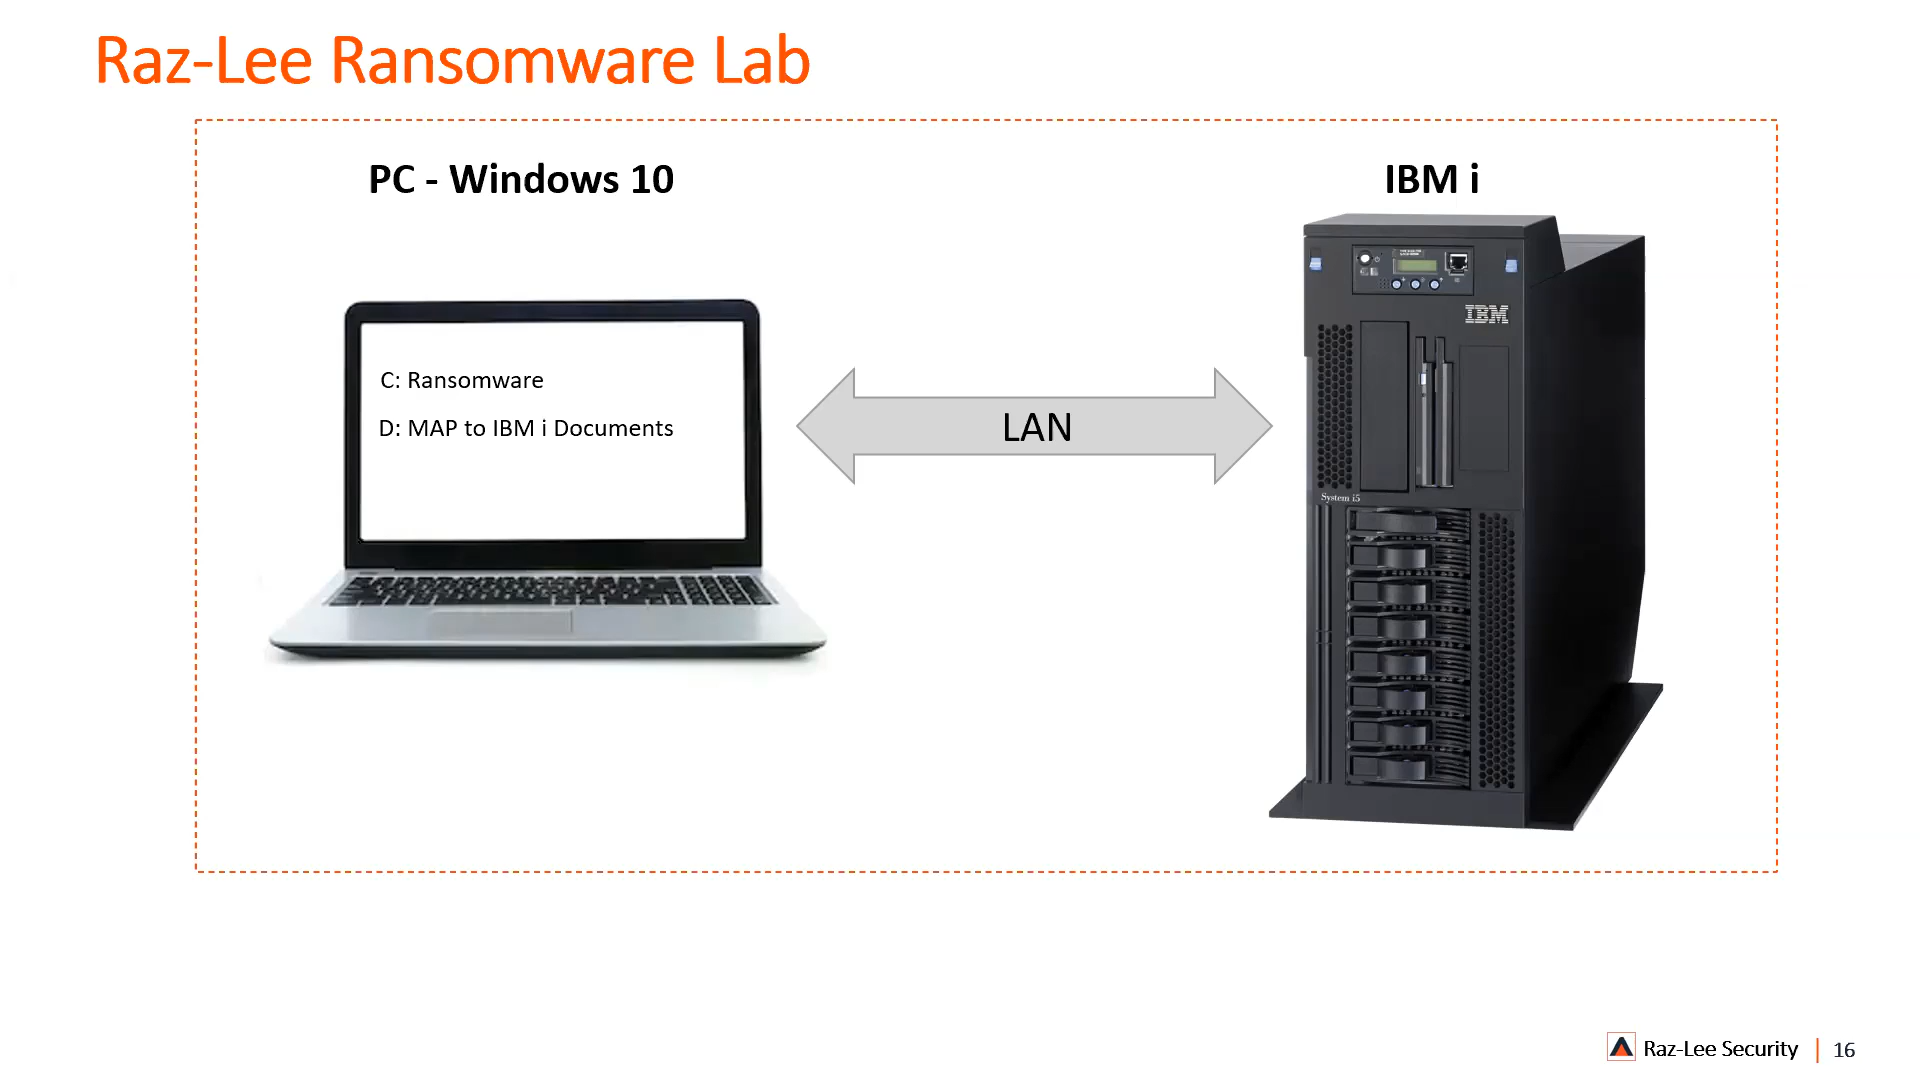 Raz-Lee Ransomware Lab
PC - Windows 10
IBM i
C: Ransomware
D: MAP to IBM i Documents
LAN
IBM
System i5
Raz-Lee Security
16